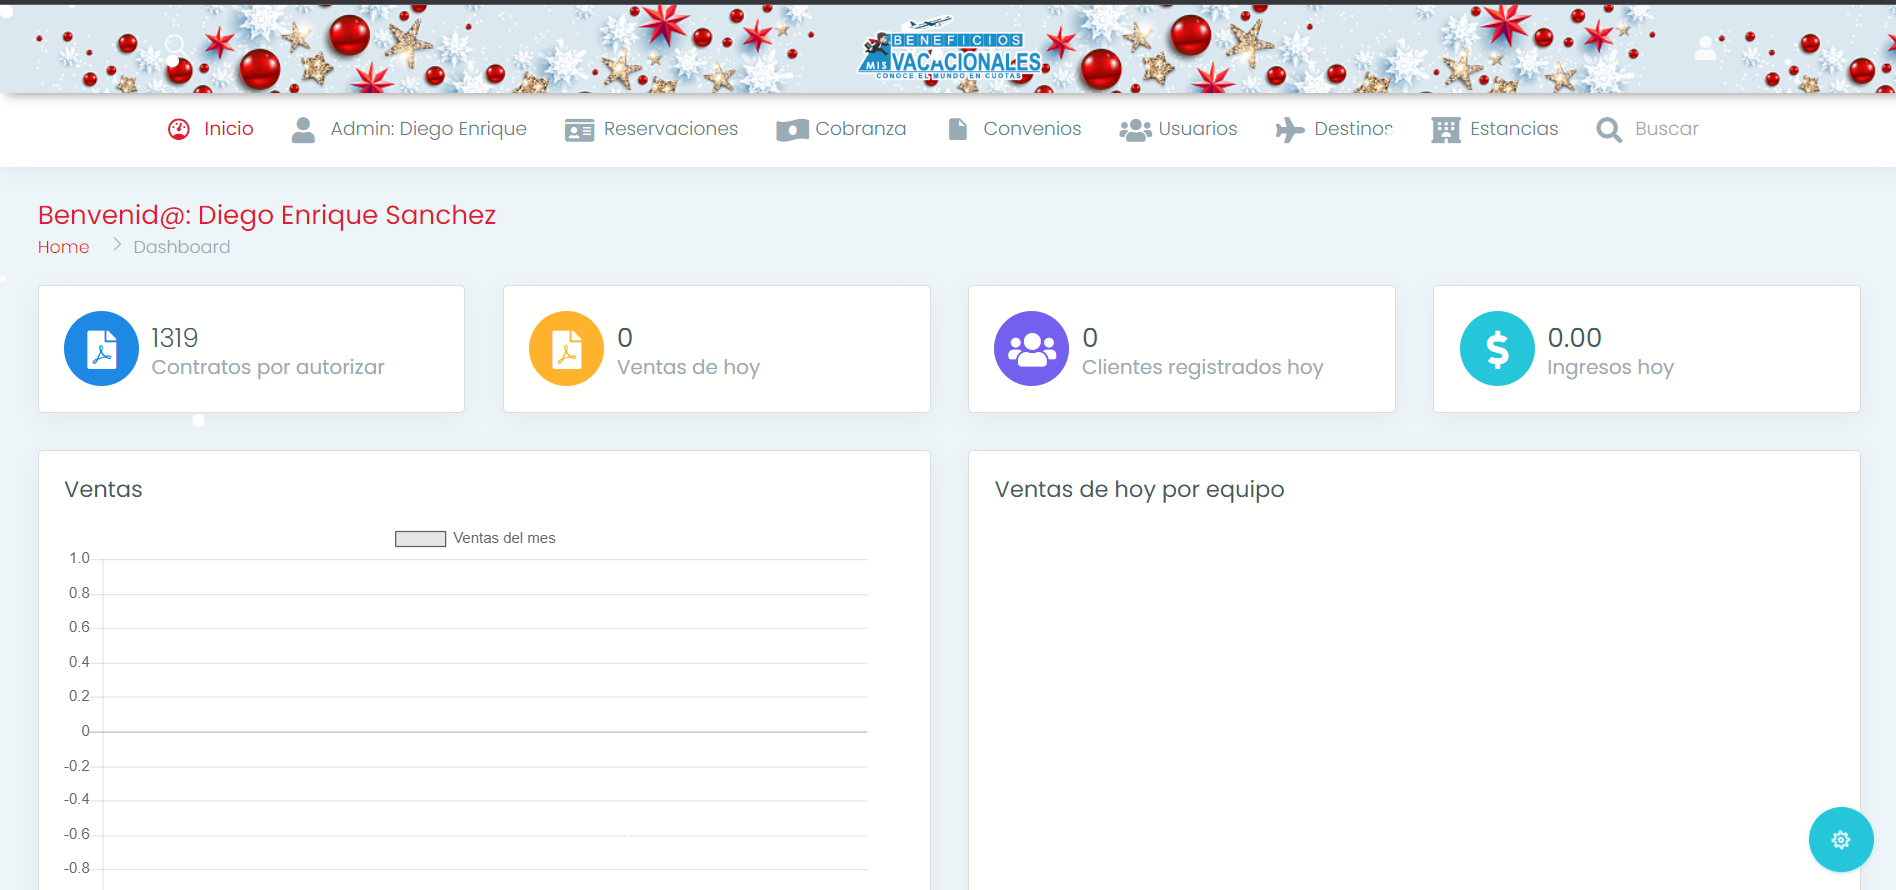 BENEFICIOS
MIS VACACIONALES
CONOCE EL MUNDO EN CUOTAS
Inicio
Admin: Diego Enrique
Reservaciones
Cobranza
Convenios
Usuarios
Destinos
Estancias
Buscar
Benvenid@: Diego Enrique Sanchez
Home
Dashboard
1319
Contratos por autorizar
0
Ventas de hoy
0
Clientes registrados hoy
0.00
Ingresos hoy
Ventas
Ventas del mes
1.0
0.8
0.6
0.4
0.2
0
-0.2
-0.4
-0.6
-0.8
Ventas de hoy por equipo